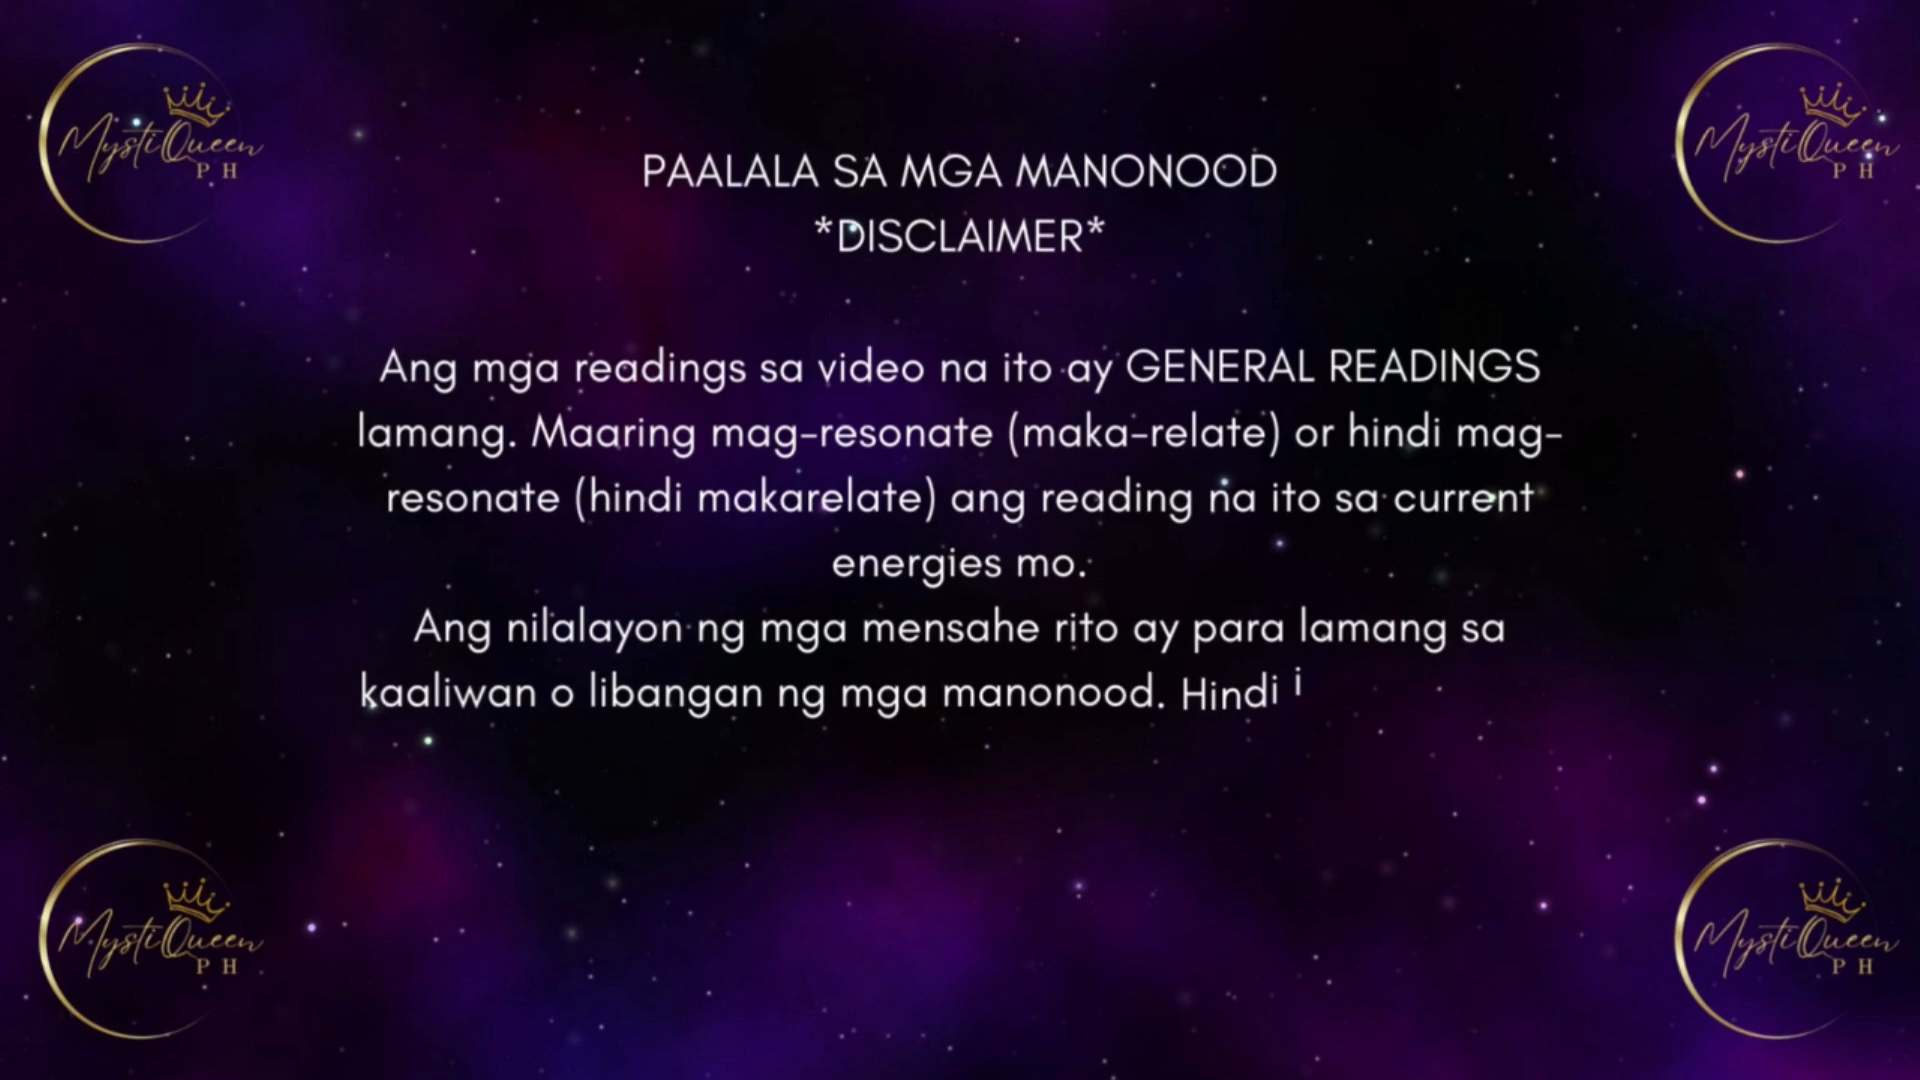 MystiQueen
PH
MystiQueen
PH
PAALALA SA MGA MANONOOD
*DISCLAIMER*
Ang mga readings sa video na ito ay GENERAL READINGS
lamang. Maaring mag-resonate (maka-relate) or hindi mag-
resonate (hindi makarelate) ang reading na ito sa current
energies mo.
Ang nilalayon ng mga mensahe rito ay para lamang sa
kaaliwan o libangan ng mga manonood. Hindi i
MystiQueen
PH
MystiQueen
PH